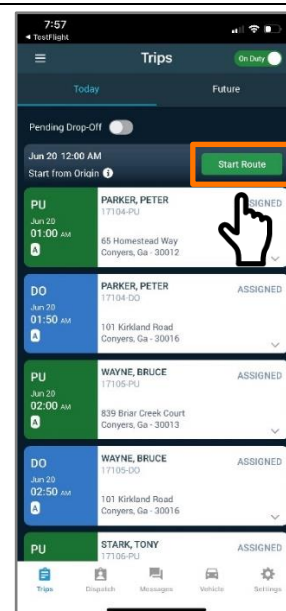 7:57
◄ TestFlight
Trips
On Duty
Today
Future
Pending Drop-Off
Jun 20 12:00 AM
Start from Origin
Start Route
PU
PARKER, PETER
17104-PU
Jun 20
01:00 AM
A
65 Homestead Way
Conyers, Ga - 30012
DO
PARKER, PETER
ASSIGNED
17104-DO
Jun 20
01:50 AM
A
101 Kirkland Road
Conyers, Ga - 30016
PU
WAYNE, BRUCE
ASSIGNED
17105-PU
Jun 20
02:00 AM
A
839 Briar Creek Court
Conyers, Ga - 30013
DO
WAYNE, BRUCE
ASSIGNED
17105-DO
Jun 20
02:50 AM
A
101 Kirkland Road
Conyers, Ga - 30016
PU
STARK, TONY
ASSIGNED
17106-PU
Trips
Dispatch
Messages
Vehicle
Settings